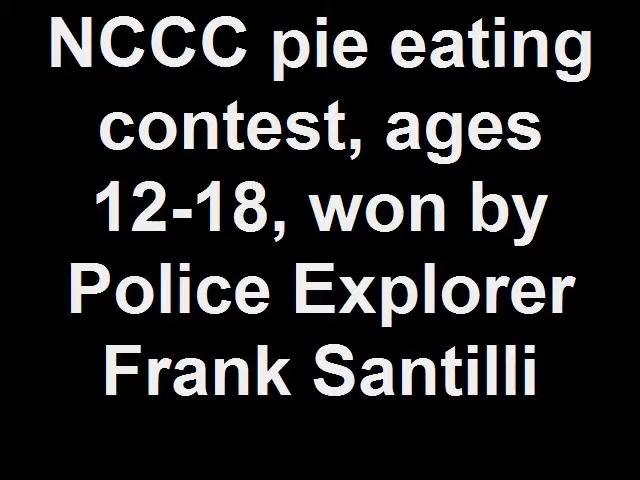 NCCC pie eating
contest, ages
12-18, won by
Police Explorer
Frank Santilli